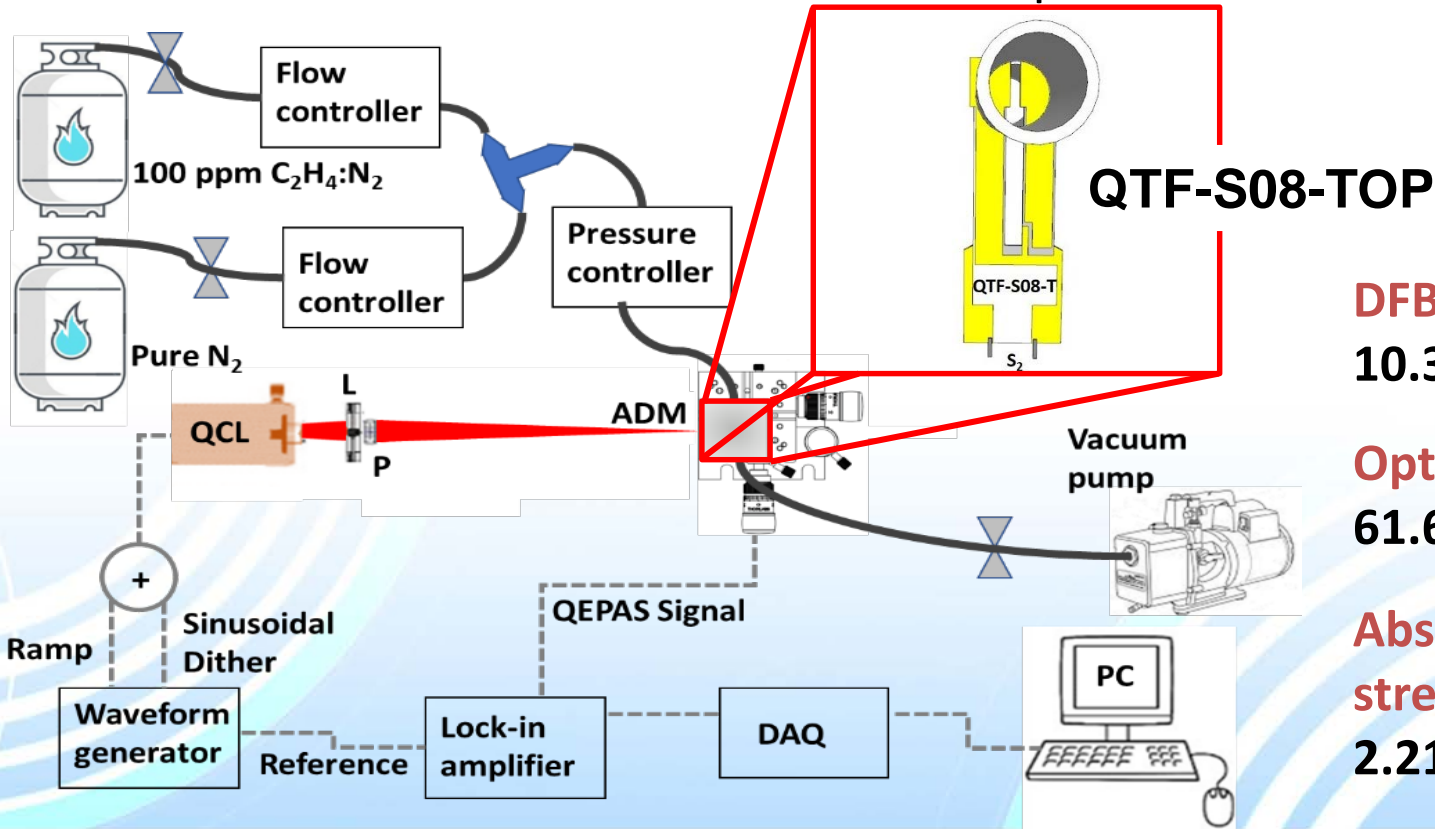 Flow
controller
100 ppm C₂H₄:N₂
Flow
controller
Pure N₂
Pressure
controller
QTF-S08-T
S₂
QTF-S08-TOP
DFB
10.3
Opt
61.6
Abs
stre
2.21
QCL
L
P
ADM
Vacuum
pump
+
Ramp
Sinusoidal
Dither
QEPAS Signal
Waveform
generator
Reference
Lock-in
amplifier
DAQ
PC